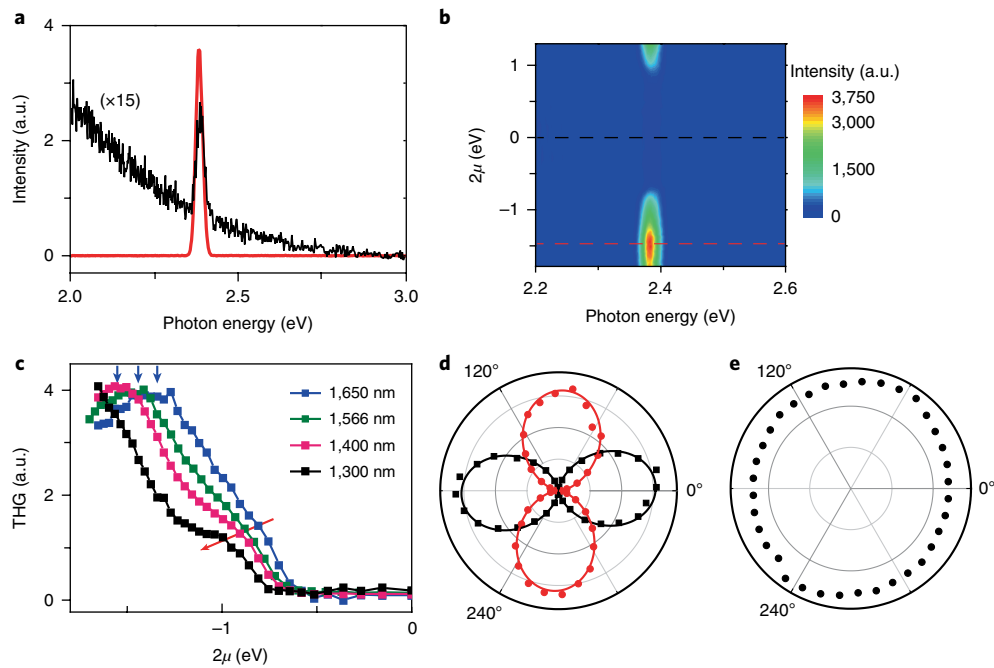 a
4
2
0
Intensity (a.u.)
(×15)
2.0 2.5 3.0
Photon energy (eV)
b
1
0
−1
2μ (eV)
2.2 2.4 2.6
Photon energy (eV)
Intensity (a.u.)
3,750
3,000
1,500
0
c
4
2
0
THG (a.u.)
1,650 nm
1,566 nm
1,400 nm
1,300 nm
−1 0
2μ (eV)
d
120°
0°
240°
e
120°
0°
240°